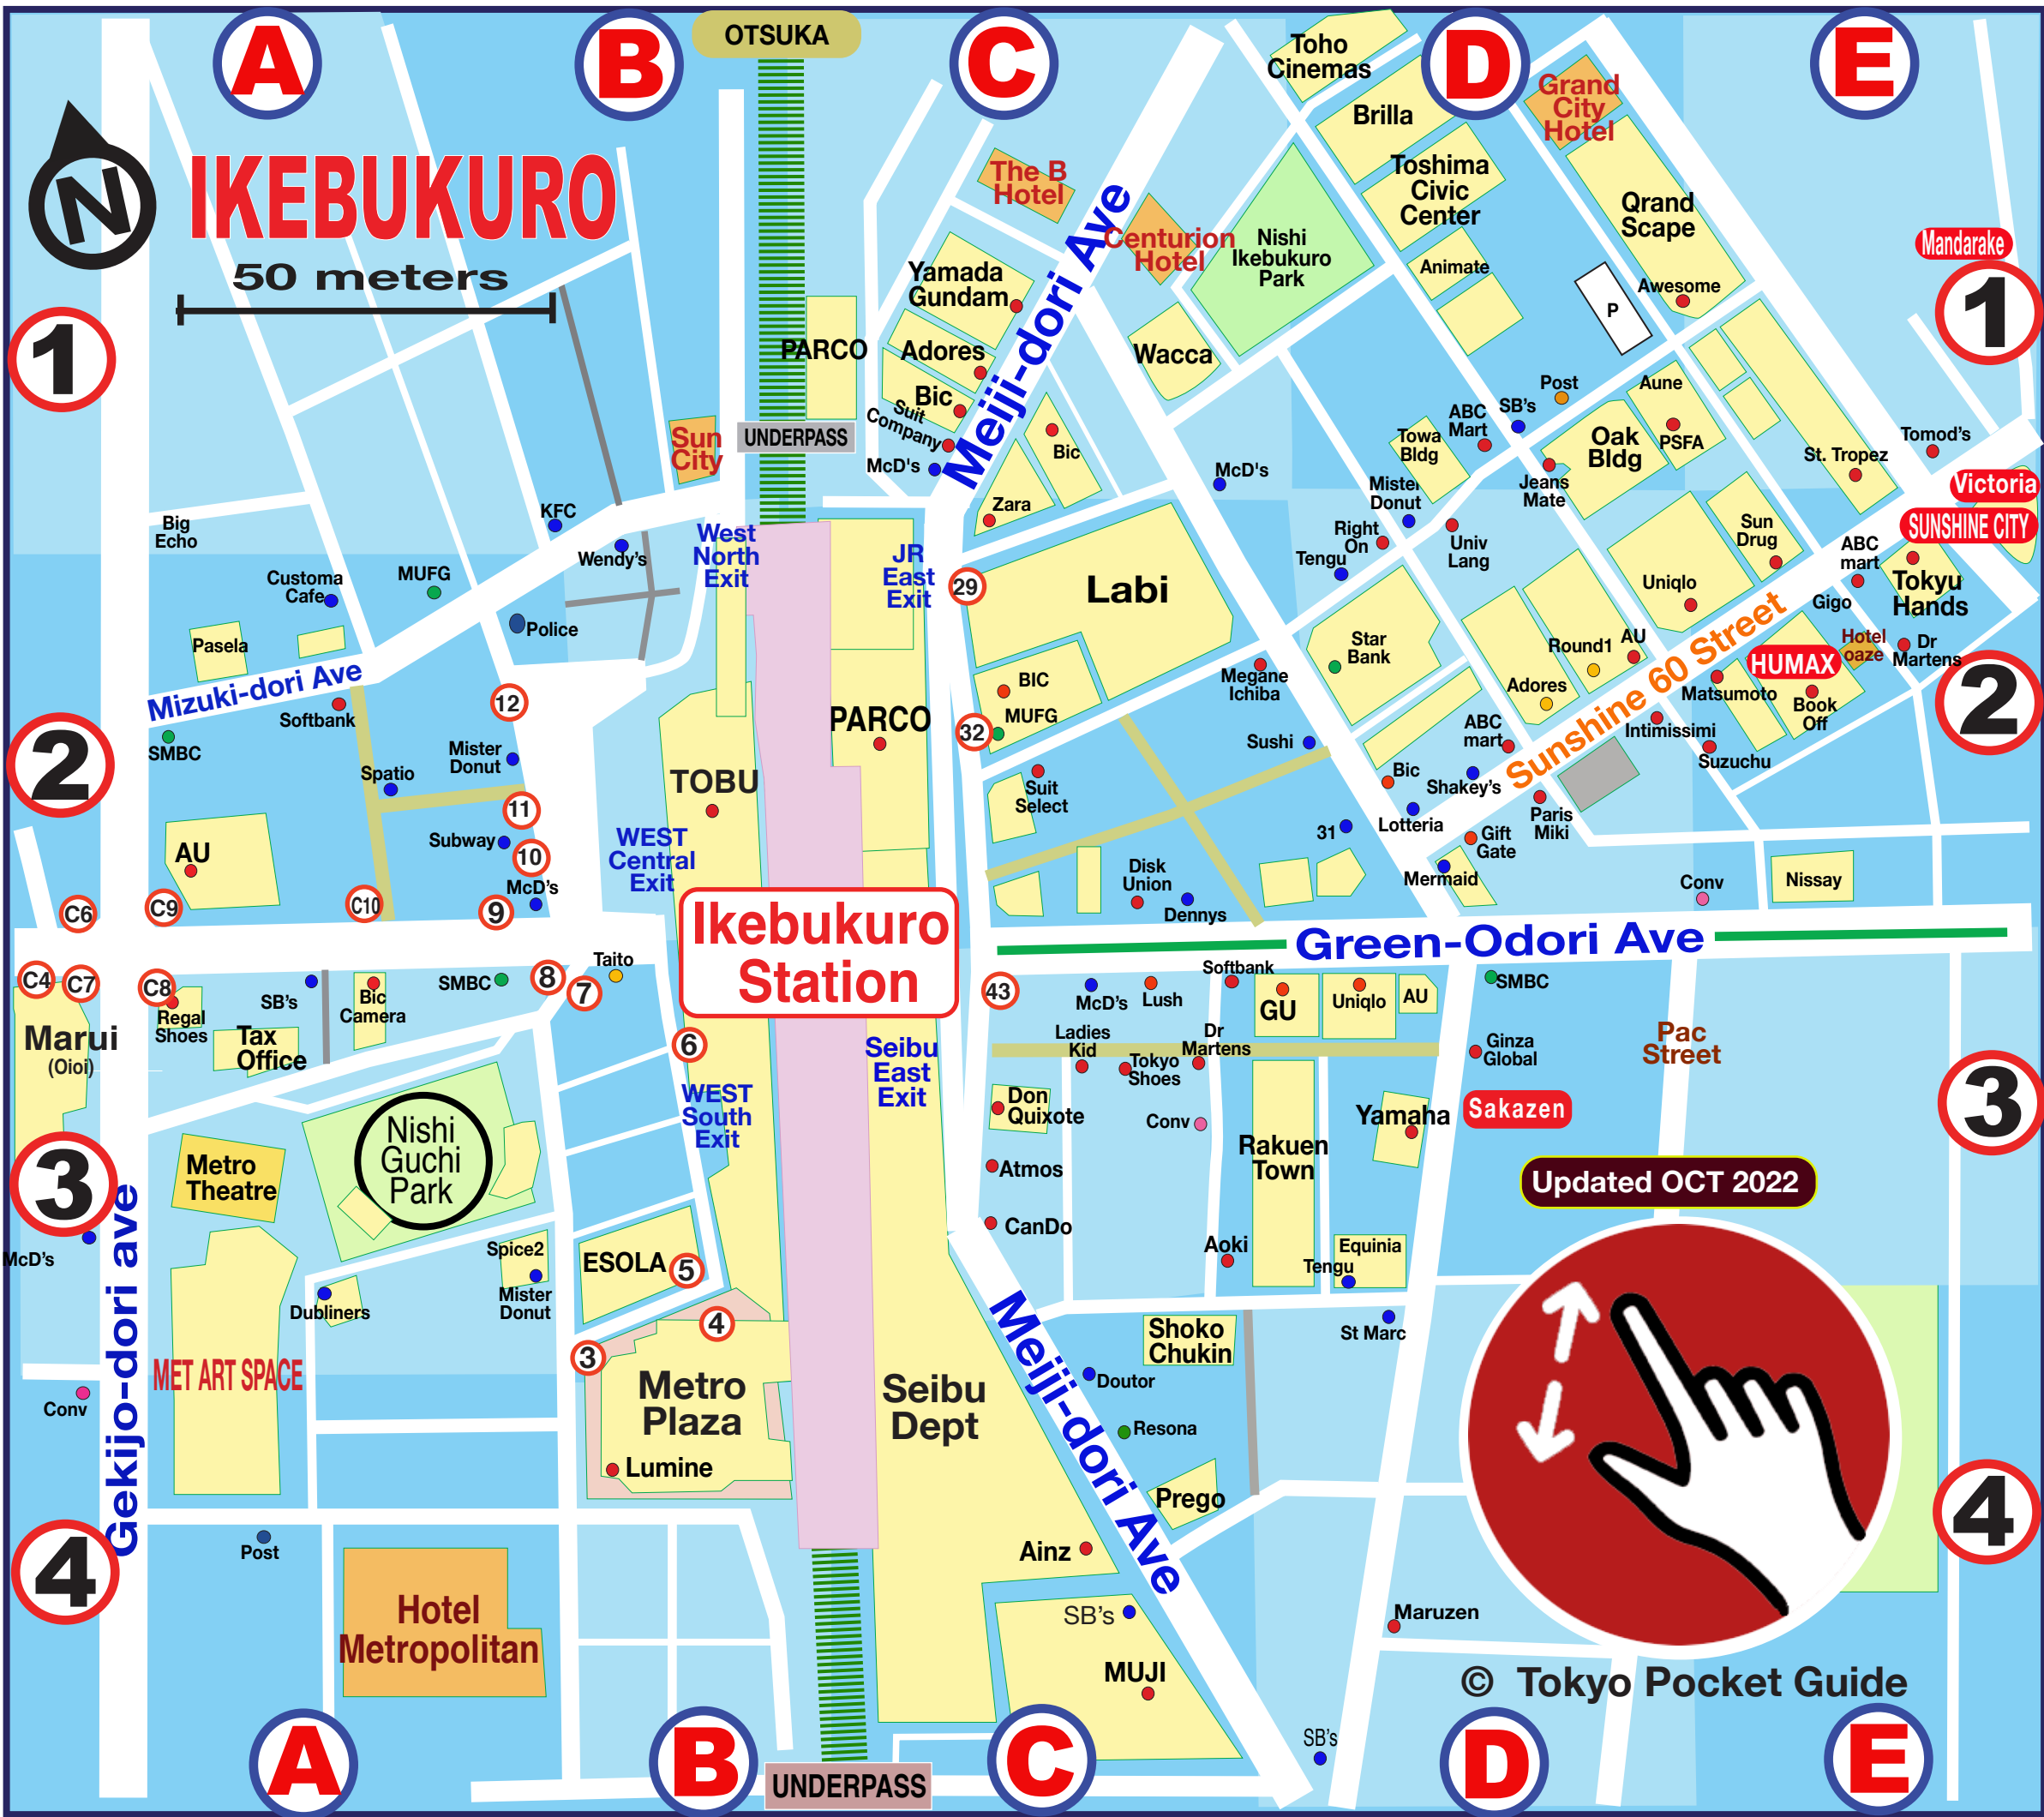 OTSUKA
A
B
C
D
E
N
IKEBUKURO
50 meters
Toho
Cinemas
Brilla
Grand
City
Hotel
Toshima
Civic
Center
Qrand
Scape
The B
Hotel
Meiji-dori Ave
Centurion
Hotel
Nishi
Ikebukuro
Park
Mandarake
Yamada
Gundam
Animate
Awesome
P
1
1
PARCO
Adores
Wacca
Bic
Suit
Company
McD's
Bic
Zara
Sun
City
UNDERPASS
McD's
Post
SB's
ABC
Mart
Aune
PSFA
Oak
Bldg
Towa
Bldg
Jeans
Mate
Mister
Donut
Right
On
Tengu
Univ
Lang
St. Tropez
Tomod's
Victoria
SUNSHINE CITY
Big
Echo
KFC
Wendy's
West
North
Exit
JR
East
Exit
29
Labi
Sun
Drug
ABC
mart
Gigo
Tokyu
Hands
Uniqlo
Customa
Cafe
MUFG
Police
Pasela
Mizuki-dori Ave
Softbank
SMBC
12
Star
Bank
Round1
AU
Adores
HUMAX
Hotel
oaze
Dr
Martens
Matsumoto
Book
Off
Sunshine 60 Street
Intimissimi
Suzuchu
BIC
MUFG
32
Megane
Ichiba
2
2
PARCO
Mister
Donut
Spatio
TOBU
Sushi
ABC
mart
Bic
Shakey's
Suit
Select
Lotteria
Paris
Miki
11
Subway
10
McD's
9
AU
WEST
Central
Exit
31
Gift
Gate
Mermaid
Disk
Union
Dennys
Conv
Nissay
C6
C9
C10
Ikebukuro
Station
Green-Odori Ave
C4
C7
C8
SB's
Bic
Camera
SMBC
8
7
Taito
43
McD's
Lush
Softbank
GU
Uniqlo
AU
SMBC
Marui
(Oioi)
Regal
Shoes
Tax
Office
6
Seibu
East
Exit
Ladies
Kid
Tokyo
Shoes
Dr
Martens
Ginza
Global
Pac
Street
WEST
South
Exit
Don
Quixote
Conv
Yamaha
Sakazen
3
3
Nishi
Guchi
Park
Metro
Theatre
Rakuen
Town
Atmos
Updated OCT 2022
McD's
Gekijo-dori ave
CanDo
Aoki
Equinia
Tengu
Spice2
Mister
Donut
ESOLA
5
Dubliners
4
3
Meiji-dori Ave
Shoko
Chukin
St Marc
MET ART SPACE
Conv
Metro
Plaza
Seibu
Dept
Doutor
Resona
Lumine
Prego
4
4
Post
Ainz
Hotel
Metropolitan
SB's
Maruzen
MUJI
© Tokyo Pocket Guide
SB's
A
B
UNDERPASS
C
D
E